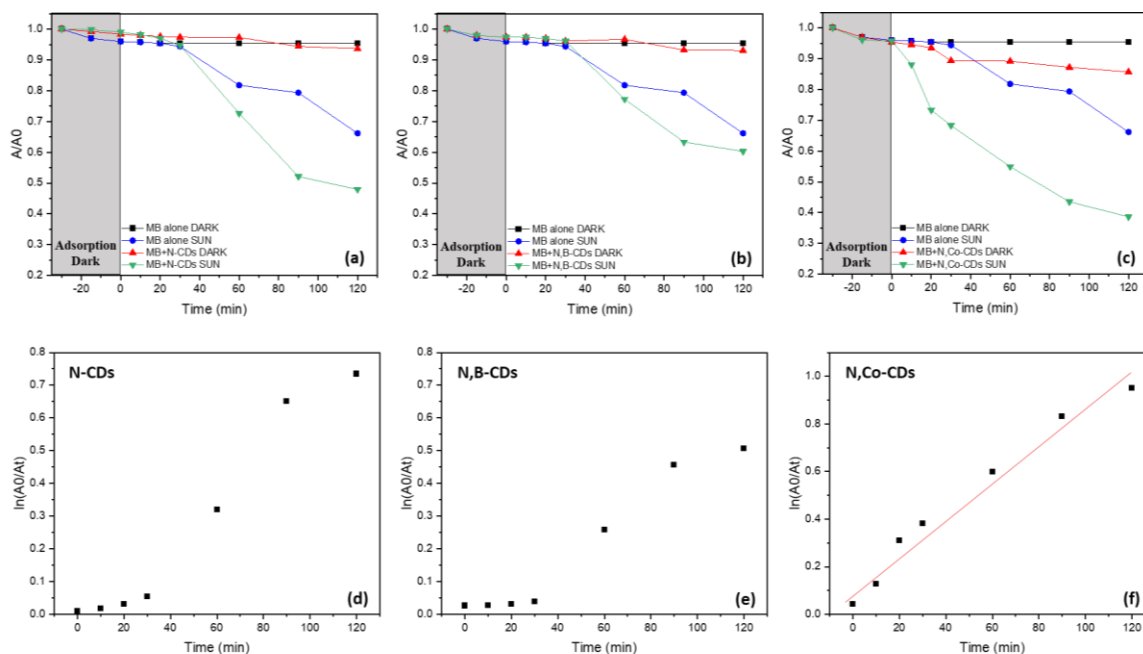 1.0
0.9
0.8
0.7
0.6
0.5
0.4
0.3
0.2
A/A0
Adsorption
Dark
MB alone DARK
MB alone SUN
MB+N-CDs DARK
MB+N-CDs SUN
(a)
-20 0 20 40 60 80 100 120
Time (min)
1.0
0.9
0.8
0.7
0.6
0.5
0.4
0.3
0.2
A/A0
Adsorption
Dark
MB alone DARK
MB alone SUN
MB+N,B-CDs DARK
MB+N,B-CDs SUN
(b)
-20 0 20 40 60 80 100 120
Time (min)
1.0
0.9
0.8
0.7
0.6
0.5
0.4
0.3
0.2
A/A0
Adsorption
Dark
MB alone DARK
MB alone SUN
MB+N,Co-CDs DARK
MB+N,Co-CDs SUN
(c)
-20 0 20 40 60 80 100 120
Time (min)
N-CDs
0.8
0.7
0.6
0.5
0.4
0.3
0.2
0.1
0.0
ln(A0/At)
(d)
0 20 40 60 80 100 120
Time (min)
N,B-CDs
0.8
0.7
0.6
0.5
0.4
0.3
0.2
0.1
0.0
ln(A0/At)
(e)
0 20 40 60 80 100 120
Time (min)
N,Co-CDs
1.0
0.8
0.6
0.4
0.2
0.0
ln(A0/At)
(f)
0 20 40 60 80 100 120
Time (min)